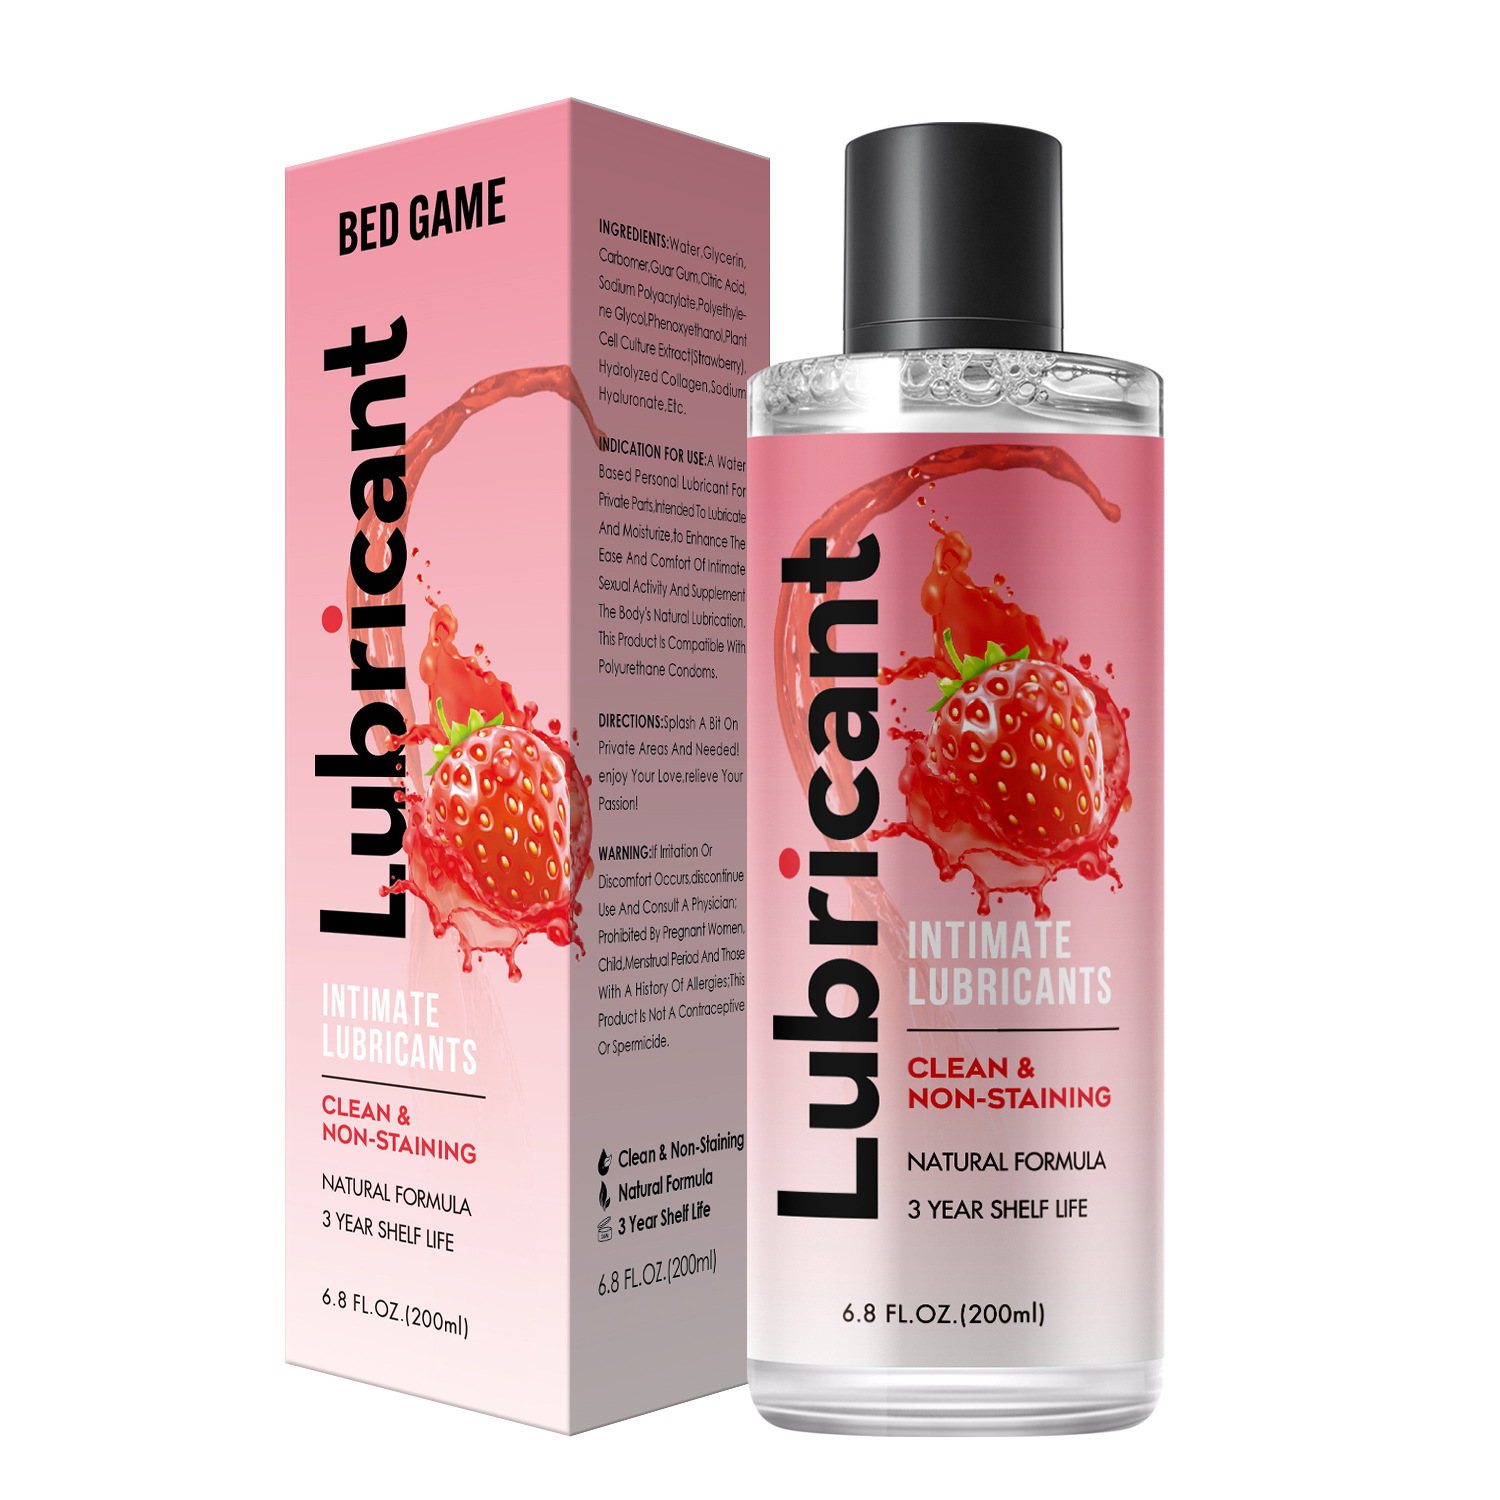 BED GAME
Lubricant
INTIMATE
LUBRICANTS
CLEAN &
NON-STAINING
NATURAL FORMULA
3 YEAR SHELF LIFE
6.8 FL.OZ.(200ml)
INGREDIENTS:Water,Glycerin,
Carbomer,Guar Gum,Citric Acid,
Sodium Polyacrylate,Polyethyle-
ne Glycol,Phenoxyethanol,Plant
Cell Culture Extract(Strawberry),
Hydrolyzed Collagen,Sodium
Hyaluronate,Etc.
INDICATION FOR USE:A Water
Based Personal Lubricant For
Private Parts,Intended To Lubricate
And Moisturize,to Enhance The
Ease And Comfort Of Intimate
Sexual Activity And Supplement
The Body's Natural Lubrication.
This Product Is Compatible With
Polyurethane Condoms.
DIRECTIONS:Splash A Bit On
Private Areas And Needed!
enjoy Your Love,relieve Your
Passion!
WARNING:If Irritation Or
Discomfort Occurs,discontinue
Use And Consult A Physician;
Prohibited By Pregnant Women,
Child,Menstrual Period And Those
With A History Of Allergies;This
Product Is Not A Contraceptive
Or Spermicide.
Clean & Non-Staining
Natural Formula
3 Year Shelf Life
6.8 FL.OZ.(200ml)
Lubricant
INTIMATE
LUBRICANTS
CLEAN &
NON-STAINING
NATURAL FORMULA
3 YEAR SHELF LIFE
6.8 FL.OZ.(200ml)